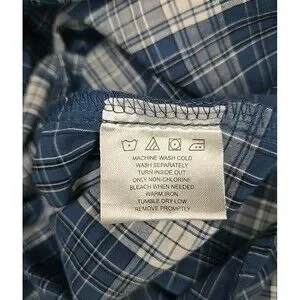 MACHINE WASH COLD
WASH SEPARATELY
TURN INSIDE OUT
ONLY NON-CHLORINE
BLEACH WHEN NEEDED
WARM IRON
TUMBLE DRY LOW
REMOVE PROMPTLY